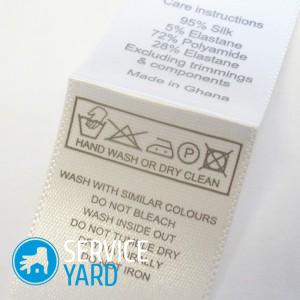 Care instructions
95% Silk
5% Elastane
72% Polyamide
28% Elastane
Excluding trimmings
& components
Made in Ghana
P
HAND WASH OR DRY CLEAN
WASH WITH SIMILAR COLOURS
DO NOT BLEACH
WASH INSIDE OUT
DO NOT TUMBLE DRY
DRY
NOT IRON
SERVICE
YARD